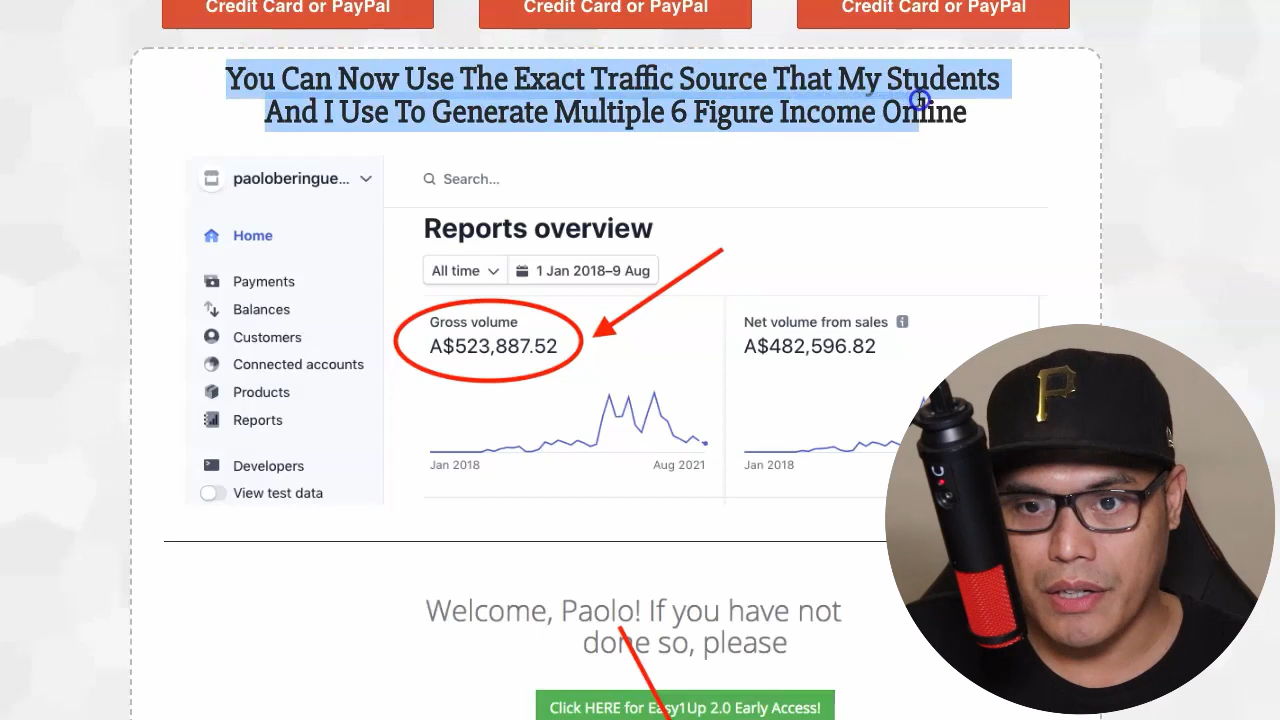 Credit Card or PayPal
Credit Card or PayPal
Credit Card or PayPal
You Can Now Use The Exact Traffic Source That My Students
And I Use To Generate Multiple 6 Figure Income Online
paoloberingue...
Search...
Home
Reports overview
All time
1 Jan 2018–9 Aug
Payments
Balances
Customers
Connected accounts
Products
Reports
Developers
View test data
Gross volume
A$523,887.52
Jan 2018
Aug 2021
Net volume from sales
A$482,596.82
Jan 2018
P
Welcome, Paolo! If you have not
done so, please
Click HERE for Easy1Up 2.0 Early Access!